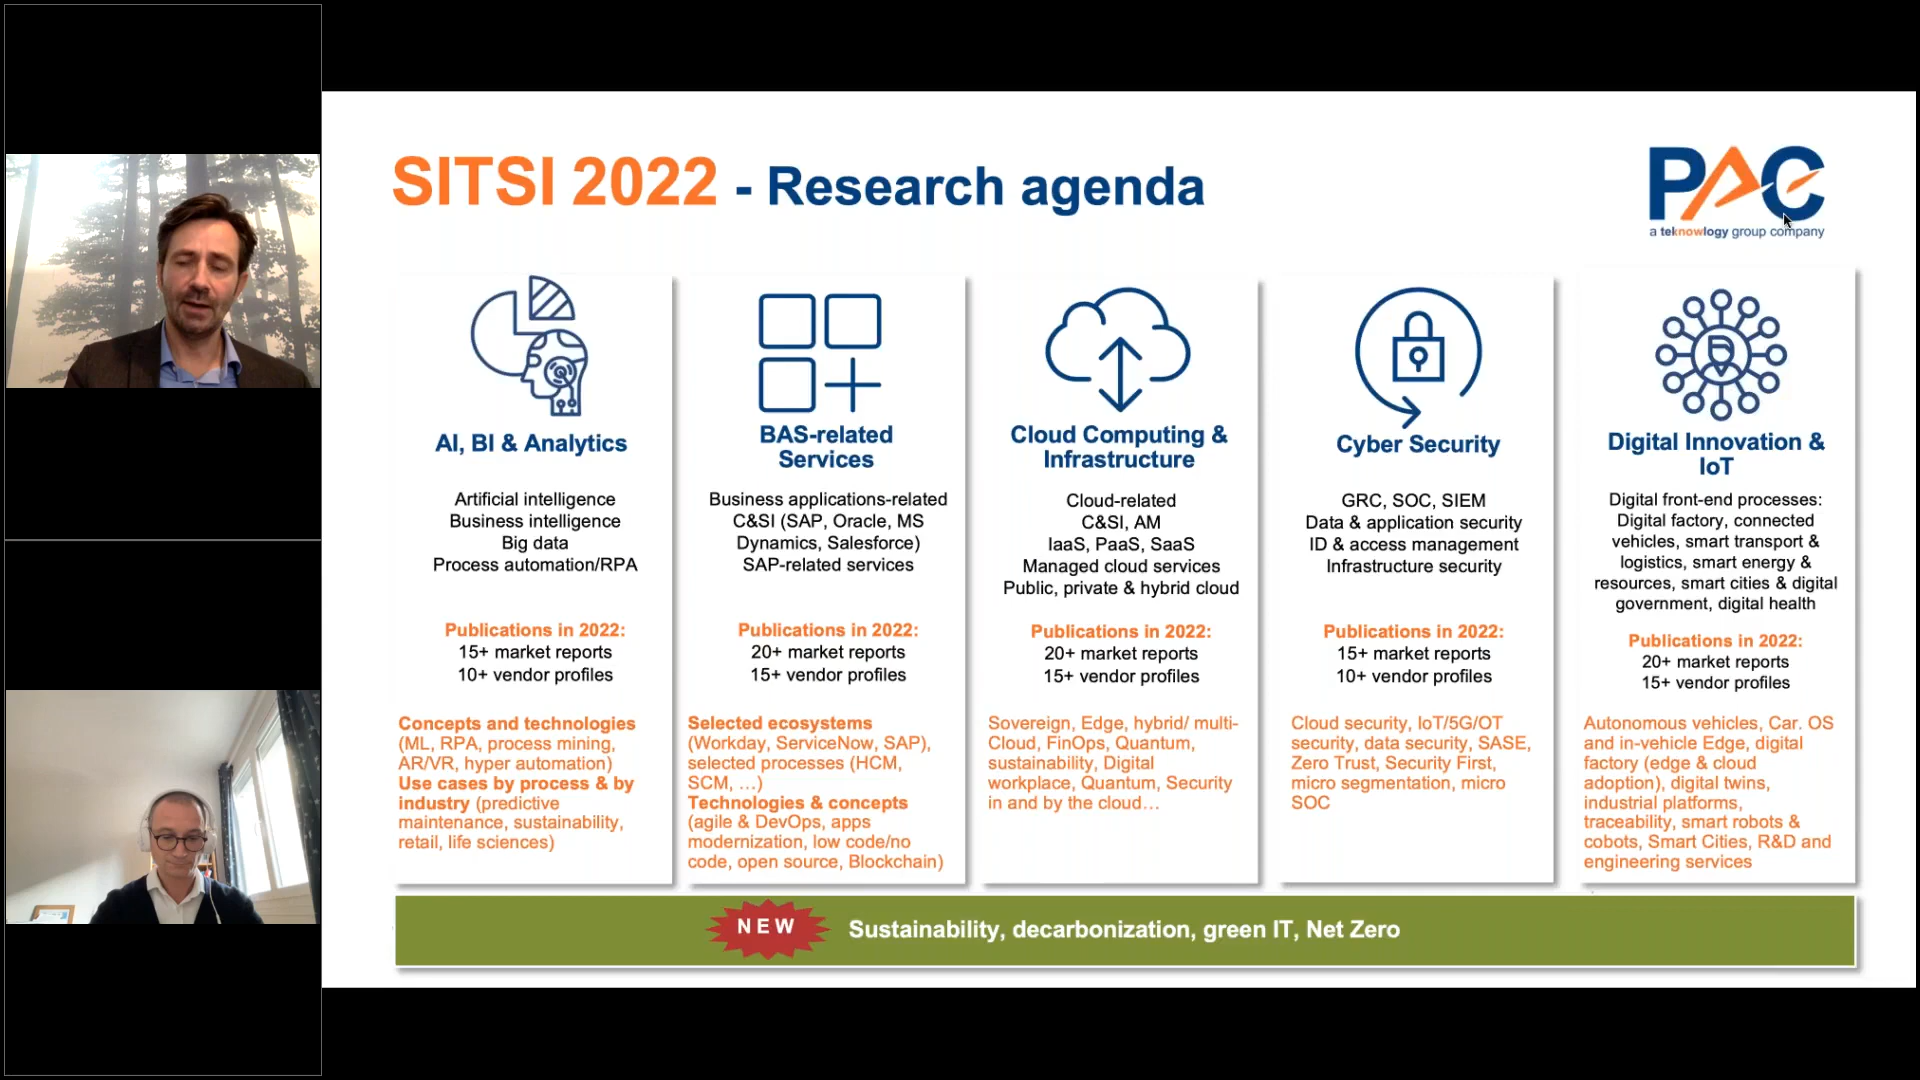 SITSI 2022 - Research agenda
PAC
a teknowlogy group company
AI, BI & Analytics
Artificial intelligence
Business intelligence
Big data
Process automation/RPA
Publications in 2022:
15+ market reports
10+ vendor profiles
Concepts and technologies
(ML, RPA, process mining,
AR/VR, hyper automation)
Use cases by process & by
industry (predictive
maintenance, sustainability,
retail, life sciences)
BAS-related
Services
Business applications-related
C&SI (SAP, Oracle, MS
Dynamics, Salesforce)
SAP-related services
Publications in 2022:
20+ market reports
15+ vendor profiles
Selected ecosystems
(Workday, ServiceNow, SAP),
selected processes (HCM,
SCM, …)
Technologies & concepts
(agile & DevOps, apps
modernization, low code/no
code, open source, Blockchain)
Cloud Computing &
Infrastructure
Cloud-related
C&SI, AM
IaaS, PaaS, SaaS
Managed cloud services
Public, private & hybrid cloud
Publications in 2022:
20+ market reports
15+ vendor profiles
Sovereign, Edge, hybrid/ multi-
Cloud, FinOps, Quantum,
sustainability, Digital
workplace, Quantum, Security
in and by the cloud…
Cyber Security
GRC, SOC, SIEM
Data & application security
ID & access management
Infrastructure security
Publications in 2022:
15+ market reports
10+ vendor profiles
Cloud security, IoT/5G/OT
security, data security, SASE,
Zero Trust, Security First,
micro segmentation, micro
SOC
Digital Innovation &
IoT
Digital front-end processes:
Digital factory, connected
vehicles, smart transport &
logistics, smart energy &
resources, smart cities & digital
government, digital health
Publications in 2022:
20+ market reports
15+ vendor profiles
Autonomous vehicles, Car. OS
and in-vehicle Edge, digital
factory (edge & cloud
adoption), digital twins,
industrial platforms,
traceability, smart robots &
cobots, Smart Cities, R&D and
engineering services
NEW
Sustainability, decarbonization, green IT, Net Zero